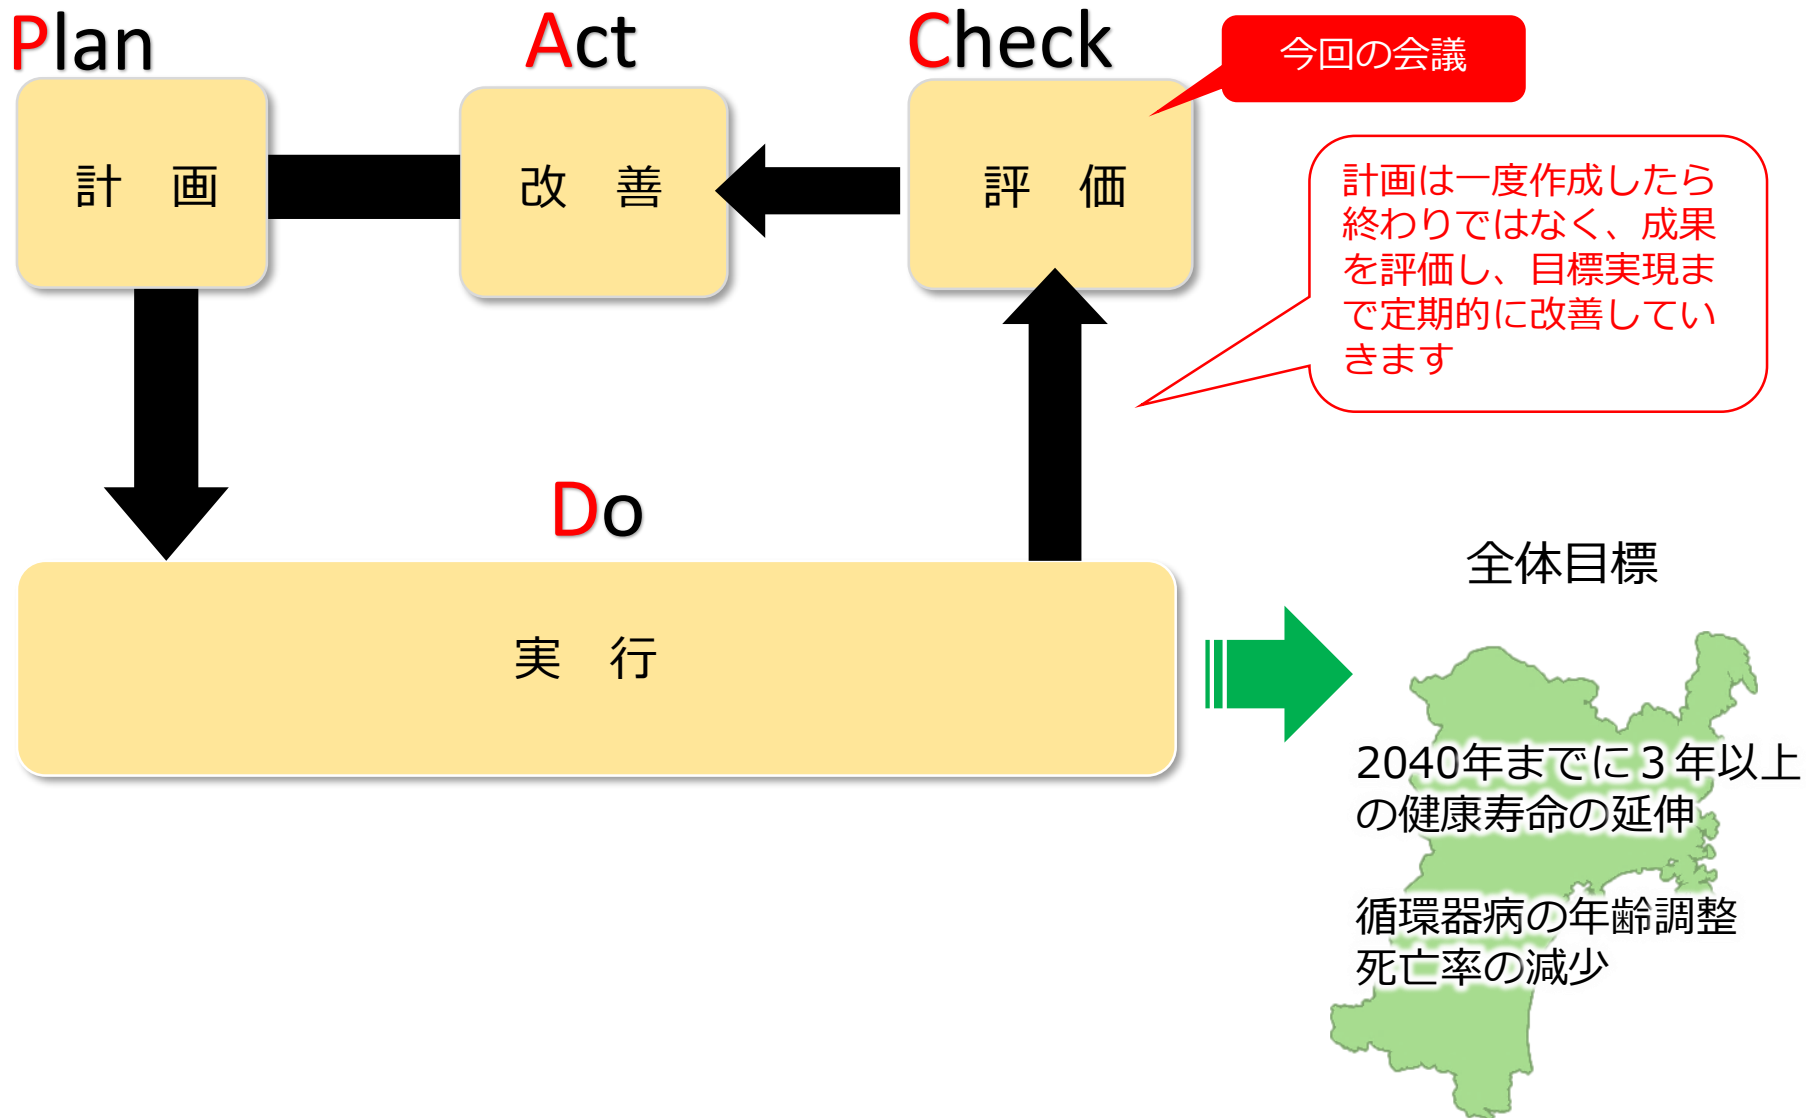 Plan
Act
Check
今回の会議
計　画
改　善
評　価
計画は一度作成したら
終わりではなく、成果
を評価し、目標実現ま
で定期的に改善してい
きます
Do
実　行
全体目標
2040年までに３年以上
の健康寿命の延伸
循環器病の年齢調整
死亡率の減少